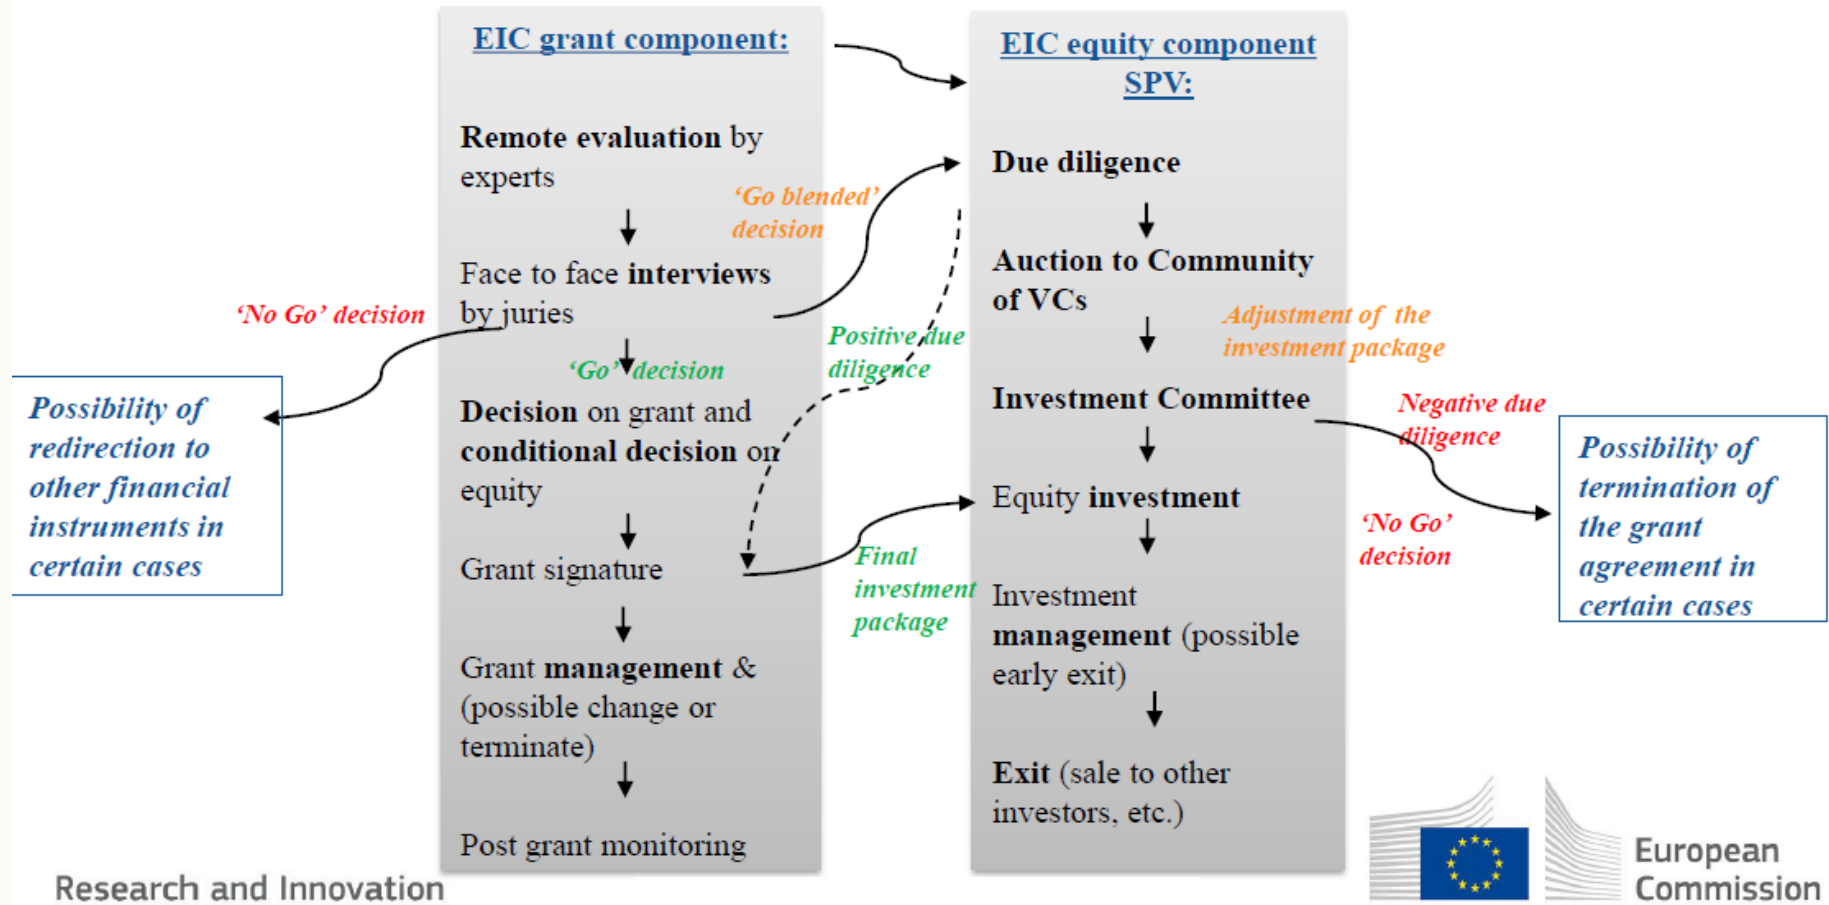 EIC grant component:
Remote evaluation by
experts
‘Go blended’
decision
Face to face interviews
by juries
‘No Go’ decision
‘Go’ decision
Possibility of
redirection to
other financial
instruments in
certain cases
Decision on grant and
conditional decision on
equity
Positive due
diligence
Grant signature
Final
investment
package
Grant management &
(possible change or
terminate)
Post grant monitoring
EIC equity component
SPV:
Due diligence
Auction to Community
of VCs
Adjustment of the
investment package
Investment Committee
Negative due
diligence
Equity investment
‘No Go’
decision
Possibility of
termination of
the grant
agreement in
certain cases
Investment
management (possible
early exit)
Exit (sale to other
investors, etc.)
Research and Innovation
European
Commission